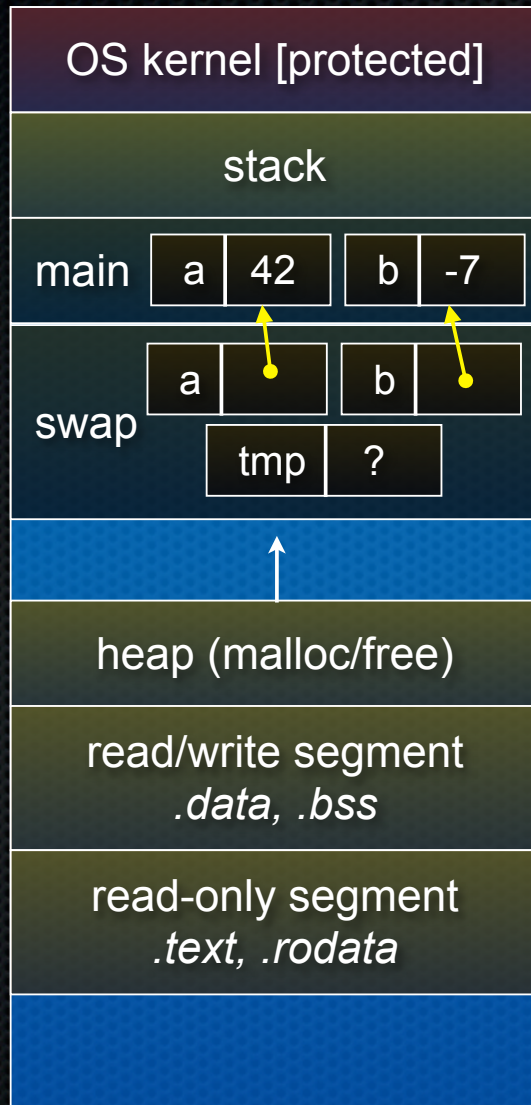 OS kernel [protected]
stack
main a 42 b -7
swap a b
tmp ?
heap (malloc/free)
read/write segment
.data, .bss
read-only segment
.text, .rodata